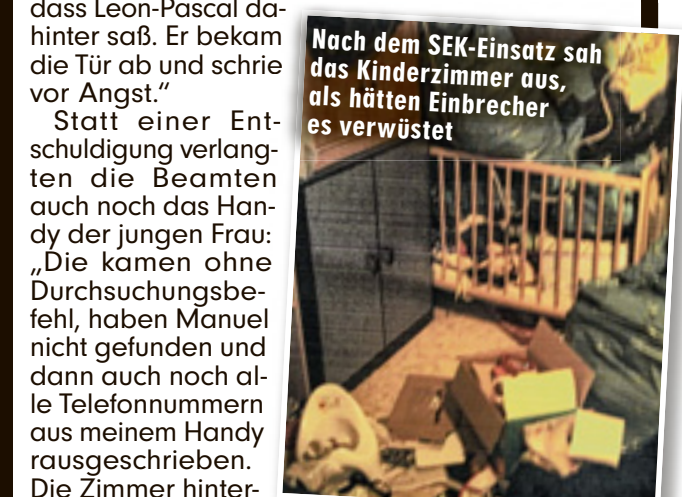 dass Leon-Pascal da-
hinter saß. Er bekam
die Tür ab und schrie
vor Angst.“
Statt einer Ent-
schuldigung verlang-
ten die Beamten
auch noch das Han-
dy der jungen Frau:
„Die kamen ohne
Durchsuchungsbe-
fehl, haben Manuel
nicht gefunden und
dann auch noch al-
le Telefonnummern
aus meinem Handy
rausgeschrieben.
Die Zimmer hinter-
Nach dem SEK-Einsatz sah
das Kinderzimmer aus,
als hätten Einbrecher
es verwüstet